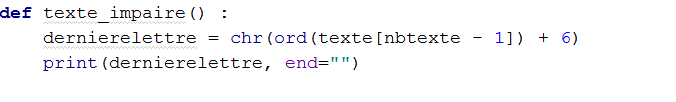 def texte_impaire() :
    dernierelettre = chr(ord(texte[nbtexte - 1]) + 6)
    print(dernierelettre, end="")